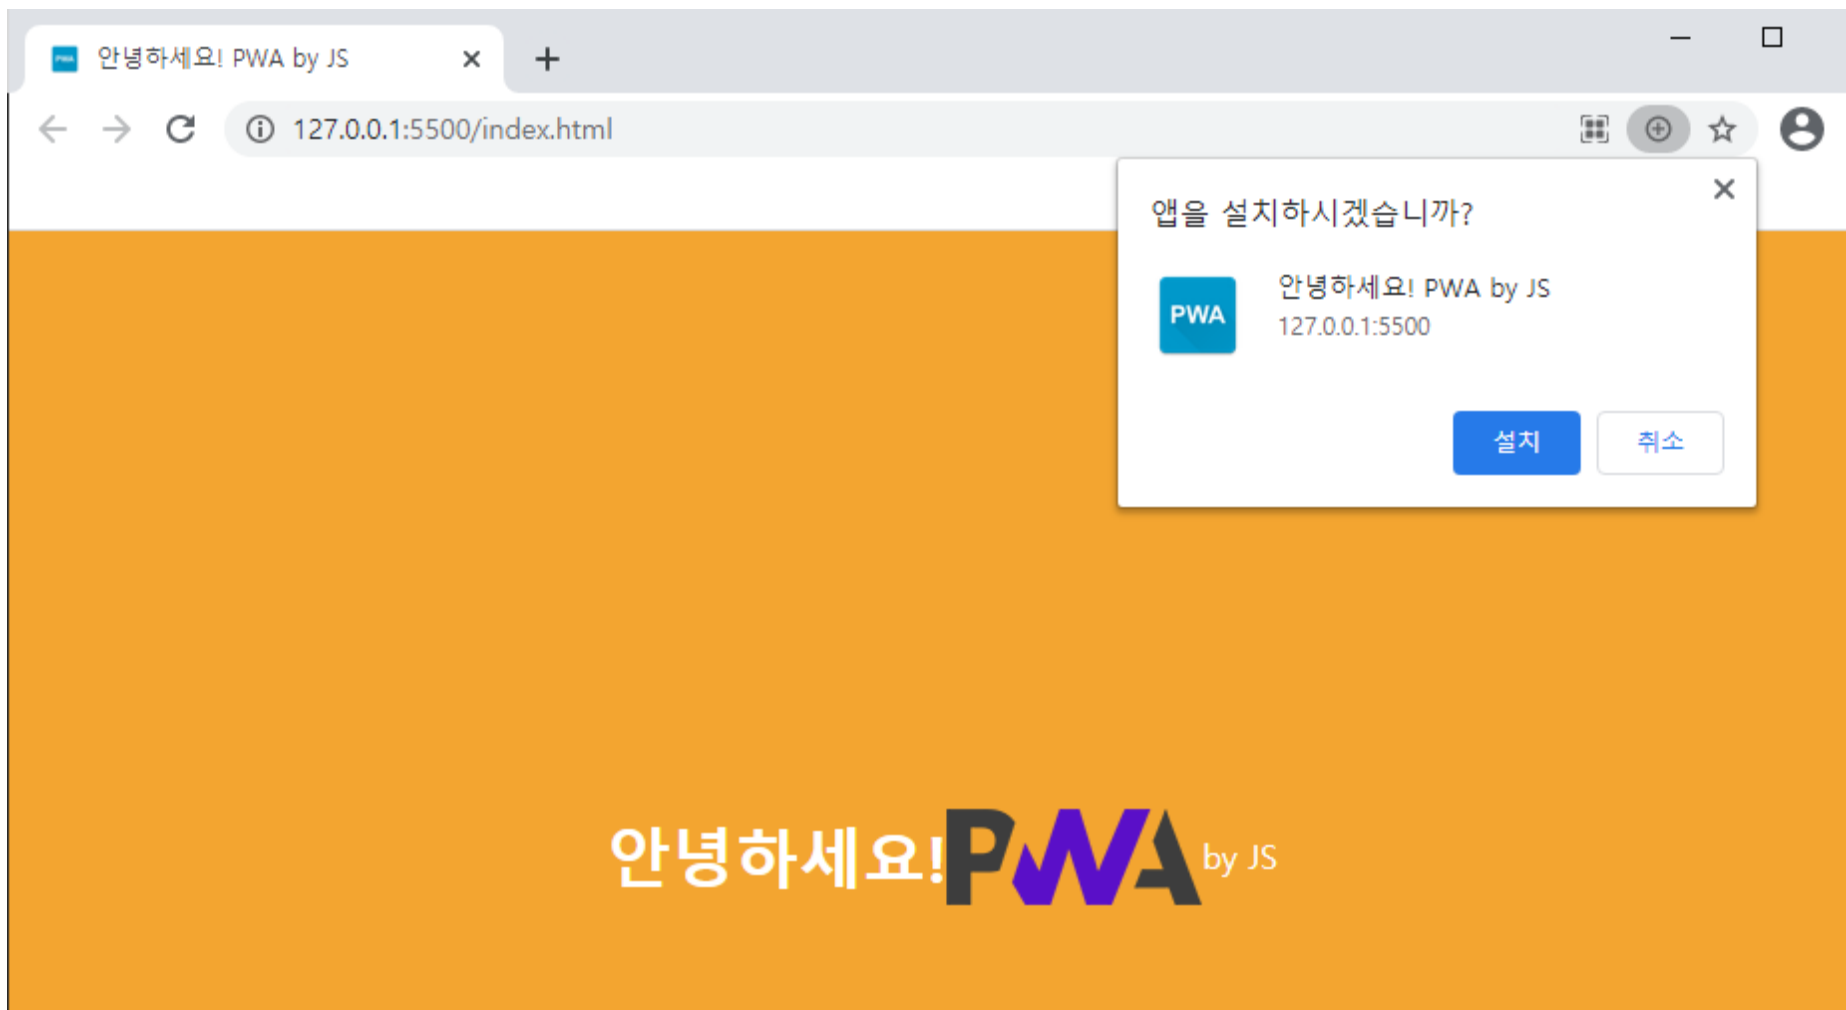 안녕하세요! PWA by JS
127.0.0.1:5500/index.html
앱을 설치하시겠습니까?
PWA
안녕하세요! PWA by JS
127.0.0.1:5500
설치 취소
안녕하세요! PWA by JS